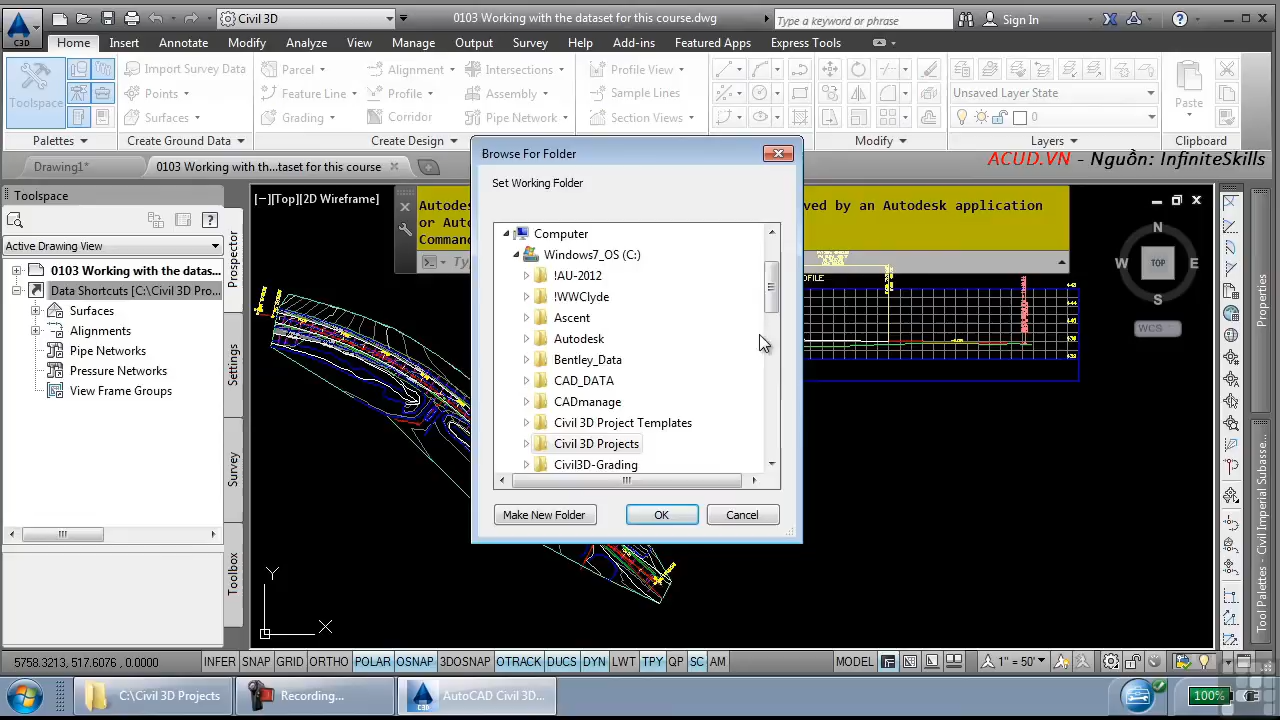 Civil 3D
0103 Working with the dataset for this course.dwg
Type a keyword or phrase
Sign In
C3D
Home Insert Annotate Modify Analyze View Manage Output Survey Help Add-ins Featured Apps Express Tools
Toolspace
Import Survey Data
Points
Surfaces
Parcel
Feature Line
Grading
Alignment
Profile
Corridor
Intersections
Assembly
Pipe Network
Profile View
Sample Lines
Section Views
Unsaved Layer State
0
Paste
Palettes
Create Ground Data
Create Design
Modify
Layers
Clipboard
Drawing1*
0103 Working with th...taset for this course
ACUD.VN - Nguồn: InfiniteSkills
Toolspace
Active Drawing View
0103 Working with the datas...
Data Shortcuts [C:\Civil 3D Pro...
Surfaces
Alignments
Pipe Networks
Pressure Networks
View Frame Groups
Prospector
Settings
Survey
Toolbox
[−][Top][2D Wireframe]
Autodes
or Auto
Comman
ved by an Autodesk application
Browse For Folder
Set Working Folder
Computer
Windows7_OS (C:)
!AU-2012
!WWClyde
Ascent
Autodesk
Bentley_Data
CAD_DATA
CADmanage
Civil 3D Project Templates
Civil 3D Projects
Civil3D-Grading
Make New Folder
OK
Cancel
N
W
TOP
E
S
WCS
Properties
Tool Palettes - Civil Imperial Subasse...
Y
X
5758.3213, 517.6076, 0.0000
INFER SNAP GRID ORTHO POLAR OSNAP 3DOSNAP OTRACK DUCS DYN LWT TPY QP SC AM
MODEL
1" = 50'
C:\Civil 3D Projects
Recording...
AutoCAD Civil 3D...
100%